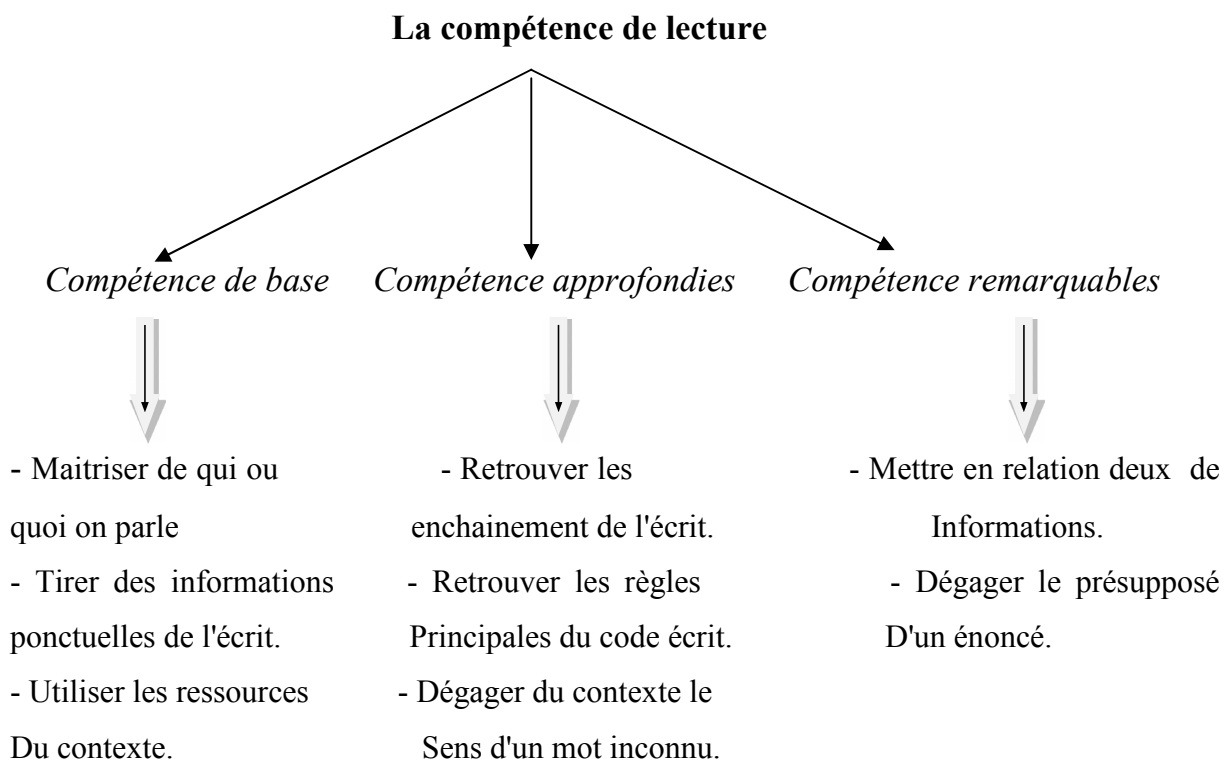 La compétence de lecture
Compétence de base
Compétence approfondies
Compétence remarquables
- Maitriser de qui ou
quoi on parle
- Tirer des informations
ponctuelles de l'écrit.
- Utiliser les ressources
Du contexte.
- Retrouver les
enchainement de l'écrit.
- Retrouver les règles
Principales du code écrit.
- Dégager du contexte le
Sens d'un mot inconnu.
- Mettre en relation deux de
Informations.
- Dégager le présupposé
D'un énoncé.